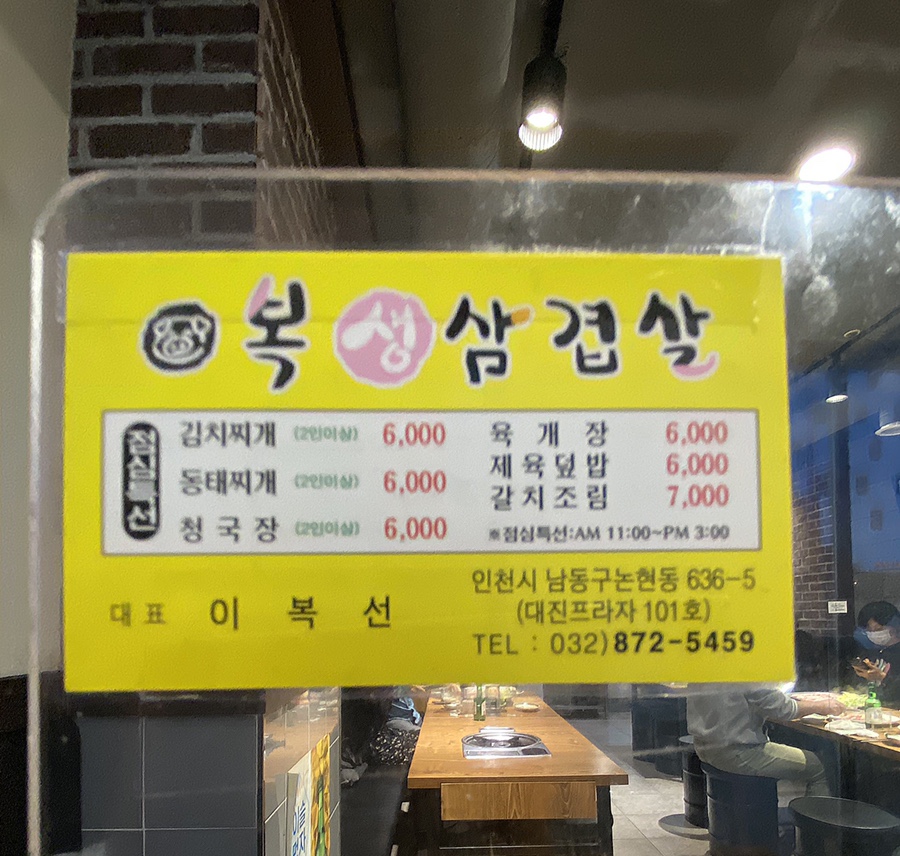 복 생 삼겹살
점심특선
김치찌개 (2인이상) 6,000
동태찌개 (2인이상) 6,000
청국장 (2인이상) 6,000
육개장 6,000
제육덮밥 6,000
갈치조림 7,000
※점심특선:AM 11:00~PM 3:00
대표 이복선
인천시 남동구논현동 636-5
(대진프라자 101호)
TEL : 032)872-5459